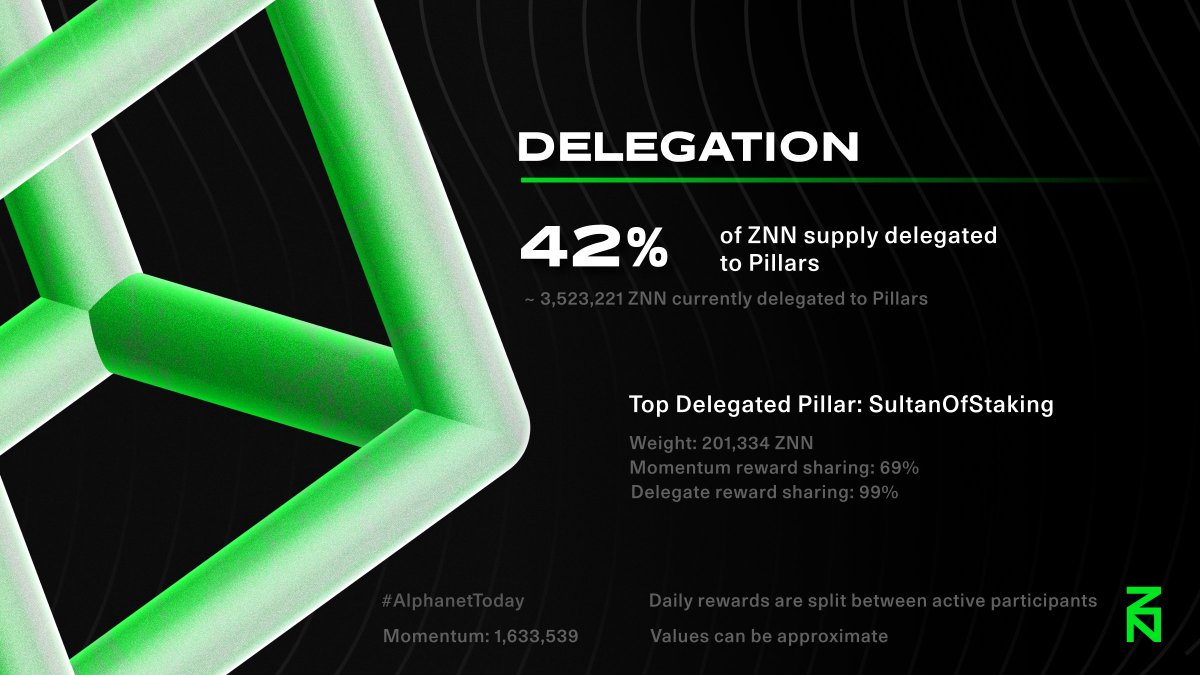 DELEGATION
42% of ZNN supply delegated
to Pillars
~ 3,523,221 ZNN currently delegated to Pillars
Top Delegated Pillar: SultanOfStaking
Weight: 201,334 ZNN
Momentum reward sharing: 69%
Delegate reward sharing: 99%
#AlphanetToday
Daily rewards are split between active participants
Momentum: 1,633,539
Values can be approximate